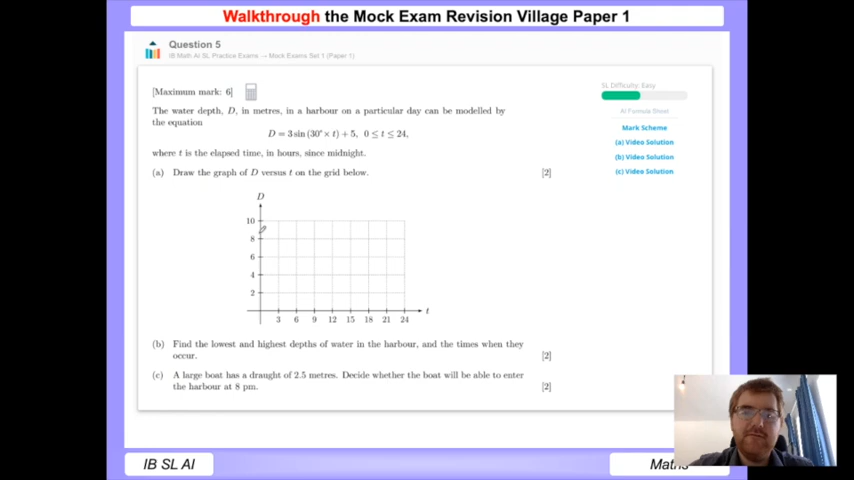 Walkthrough the Mock Exam Revision Village Paper 1
Question 5
IB Math AI SL Practice Exams → Mock Exams Set 1 (Paper 1)
[Maximum mark: 6]
SL Difficulty: Easy
AI Formula Sheet
Mark Scheme
(a) Video Solution
(b) Video Solution
(c) Video Solution
The water depth, D, in metres, in a harbour on a particular day can be modelled by
the equation
D = 3 sin (30° × t) + 5, 0 ≤ t ≤ 24,
where t is the elapsed time, in hours, since midnight.
(a) Draw the graph of D versus t on the grid below. [2]
D
10
8
6
4
2
t
3 6 9 12 15 18 21 24
(b) Find the lowest and highest depths of water in the harbour, and the times when they
occur. [2]
(c) A large boat has a draught of 2.5 metres. Decide whether the boat will be able to enter
the harbour at 8 pm. [2]
IB SL AI
Maths